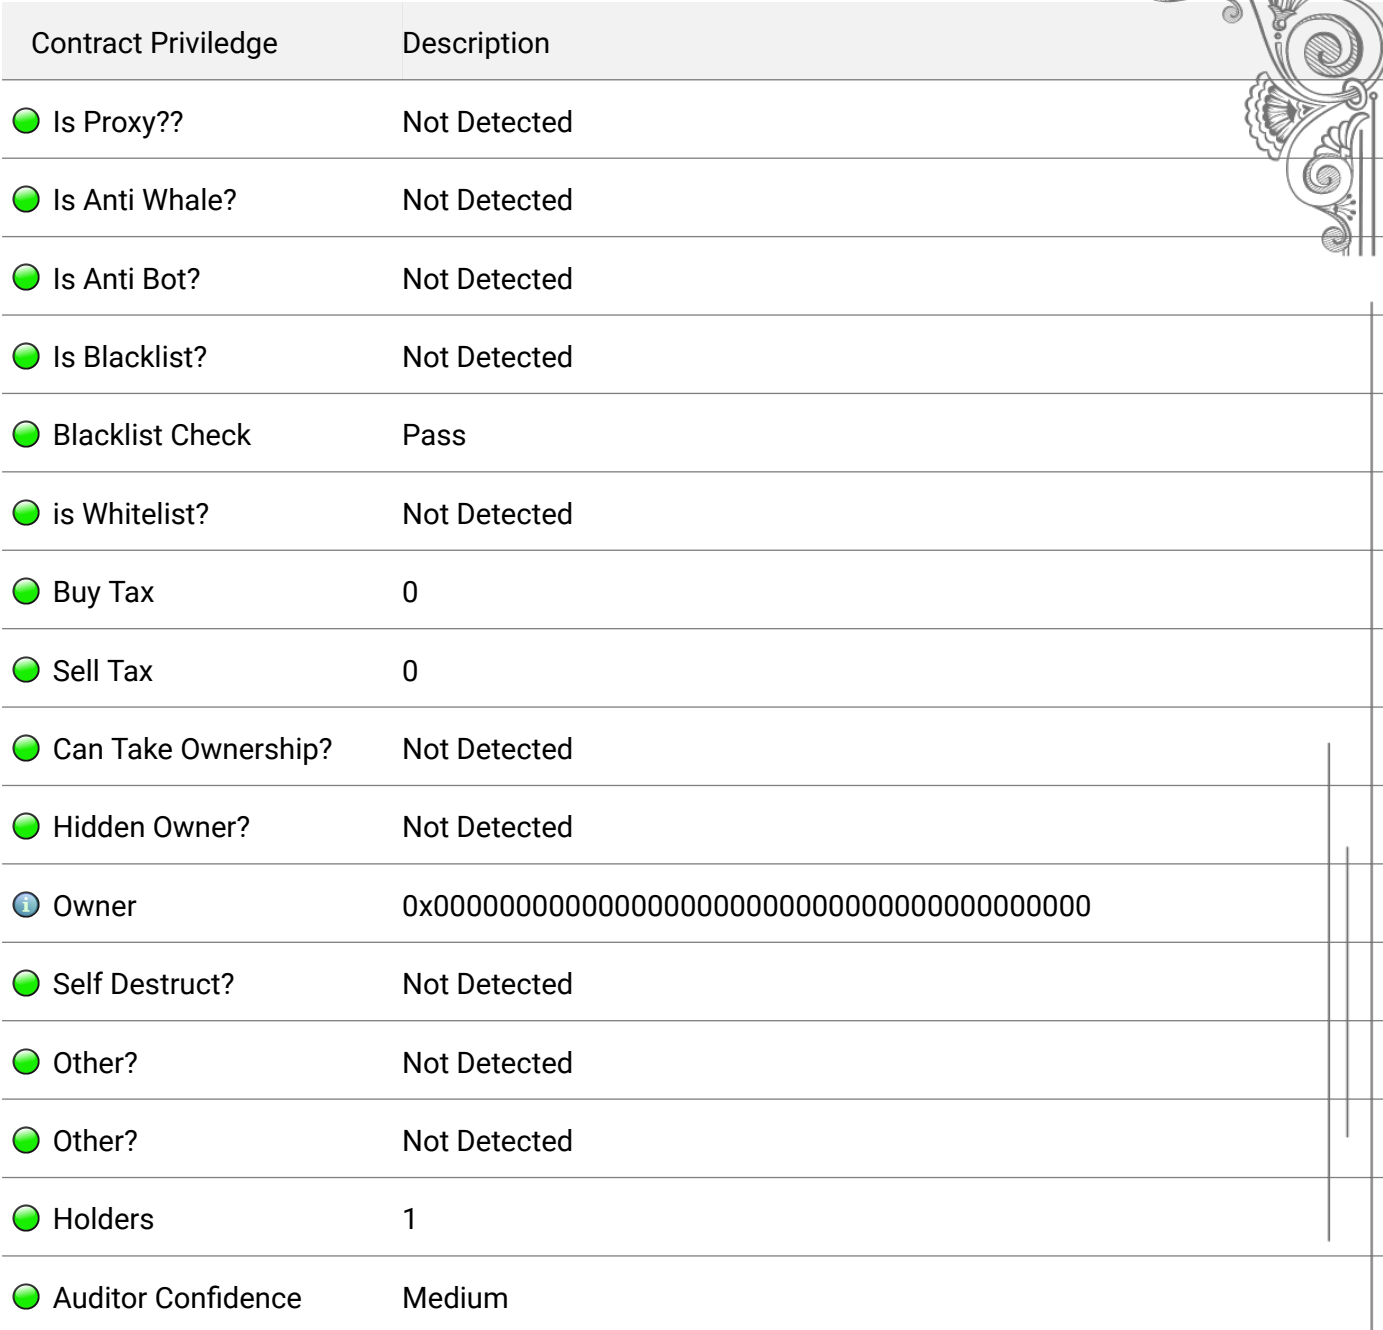 Contract Priviledge Description
Is Proxy?? Not Detected
Is Anti Whale? Not Detected
Is Anti Bot? Not Detected
Is Blacklist? Not Detected
Blacklist Check Pass
is Whitelist? Not Detected
Buy Tax 0
Sell Tax 0
Can Take Ownership? Not Detected
Hidden Owner? Not Detected
Owner 0x0000000000000000000000000000000000000000
Self Destruct? Not Detected
Other? Not Detected
Other? Not Detected
Holders 1
Auditor Confidence Medium